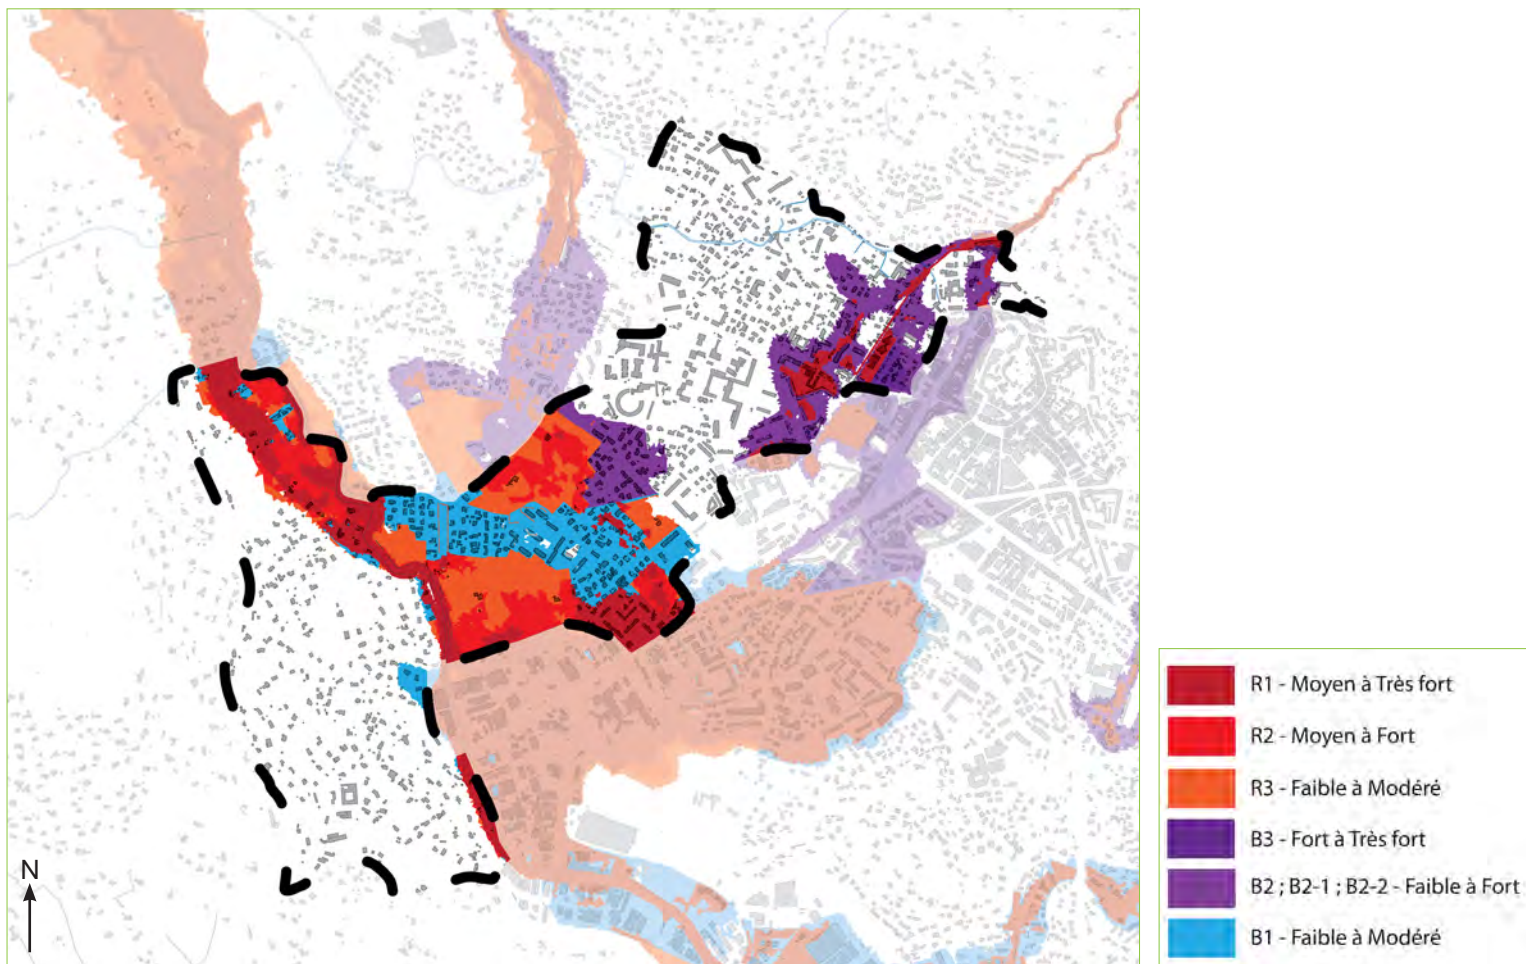 N
R1 - Moyen à Très fort
R2 - Moyen à Fort
R3 - Faible à Modéré
B3 - Fort à Très fort
B2 ; B2-1 ; B2-2 - Faible à Fort
B1 - Faible à Modéré